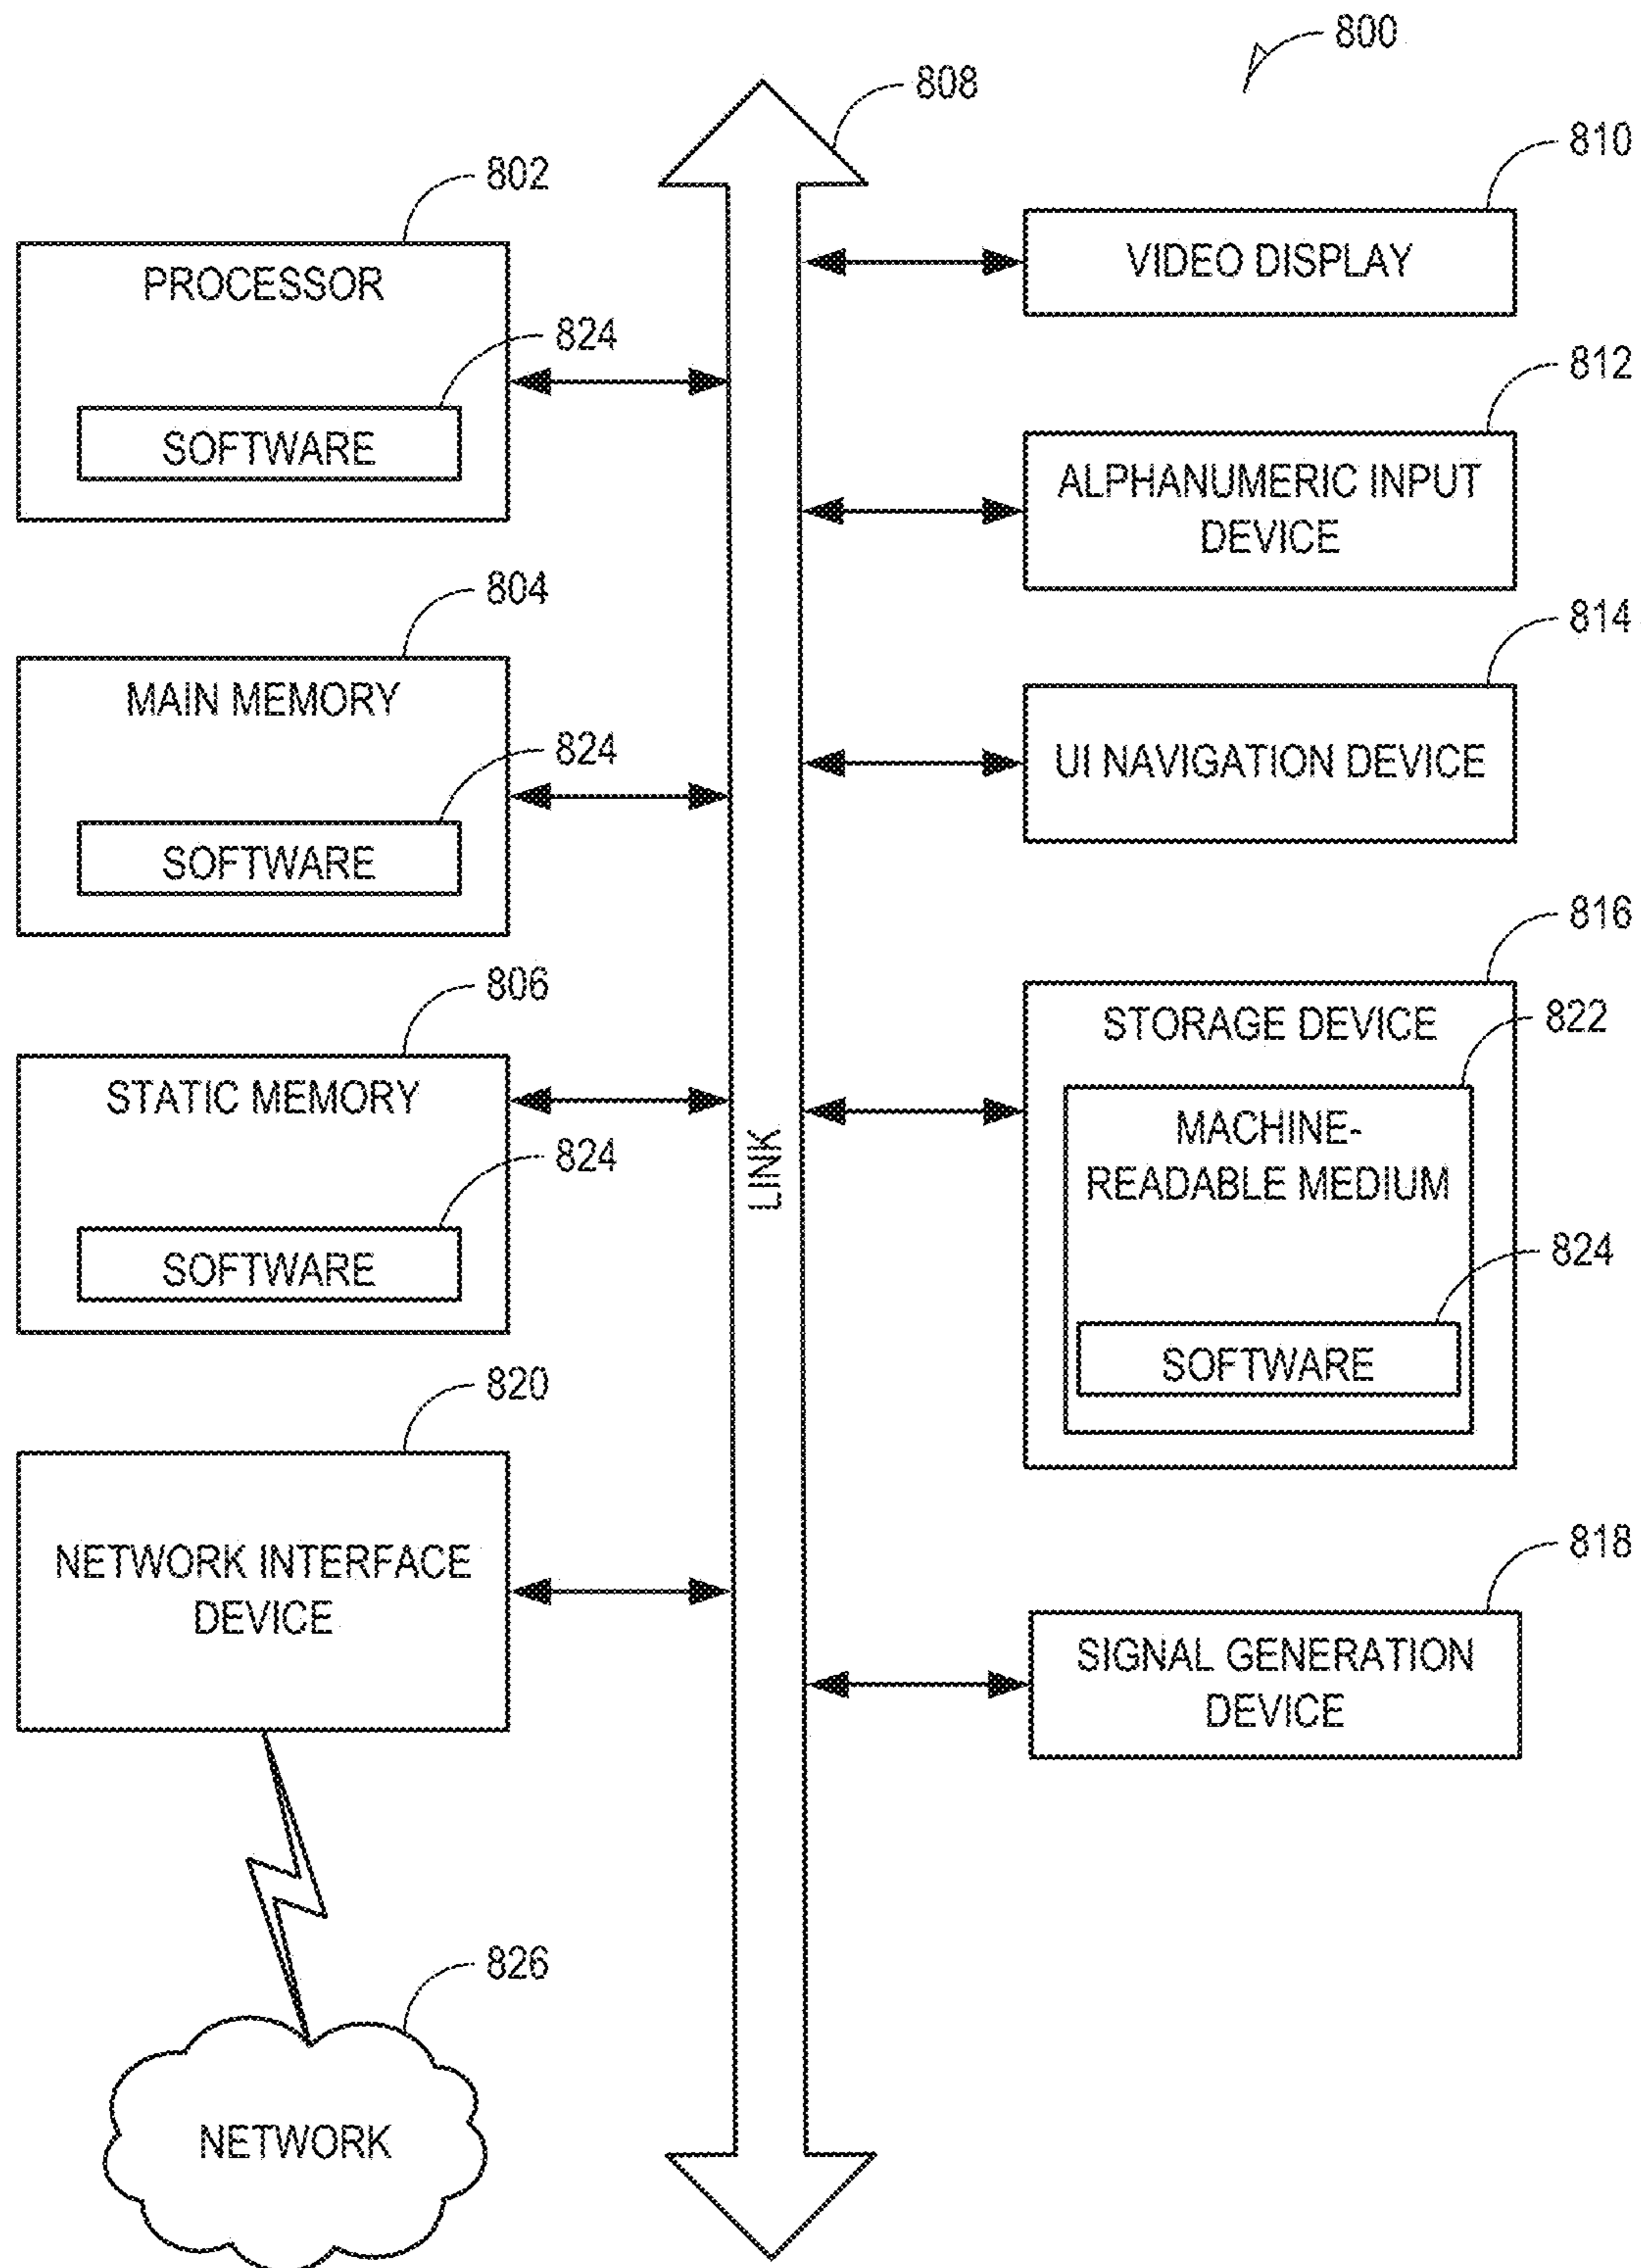 800
808
802
PROCESSOR
824
SOFTWARE
804
MAIN MEMORY
824
SOFTWARE
806
STATIC MEMORY
824
SOFTWARE
820
NETWORK INTERFACE
DEVICE
826
NETWORK
LINK
810
VIDEO DISPLAY
812
ALPHANUMERIC INPUT
DEVICE
814
UI NAVIGATION DEVICE
816
STORAGE DEVICE
822
MACHINE-
READABLE MEDIUM
824
SOFTWARE
818
SIGNAL GENERATION
DEVICE